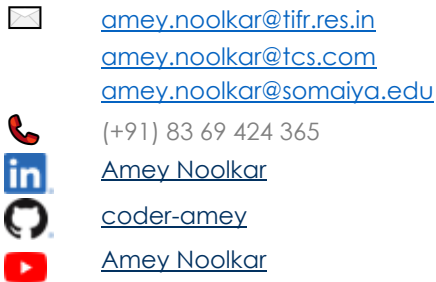 amey.noolkar@tifr.res.in
amey.noolkar@tcs.com
amey.noolkar@somaiya.edu
(+91) 83 69 424 365
in Amey Noolkar
coder-amey
Amey Noolkar